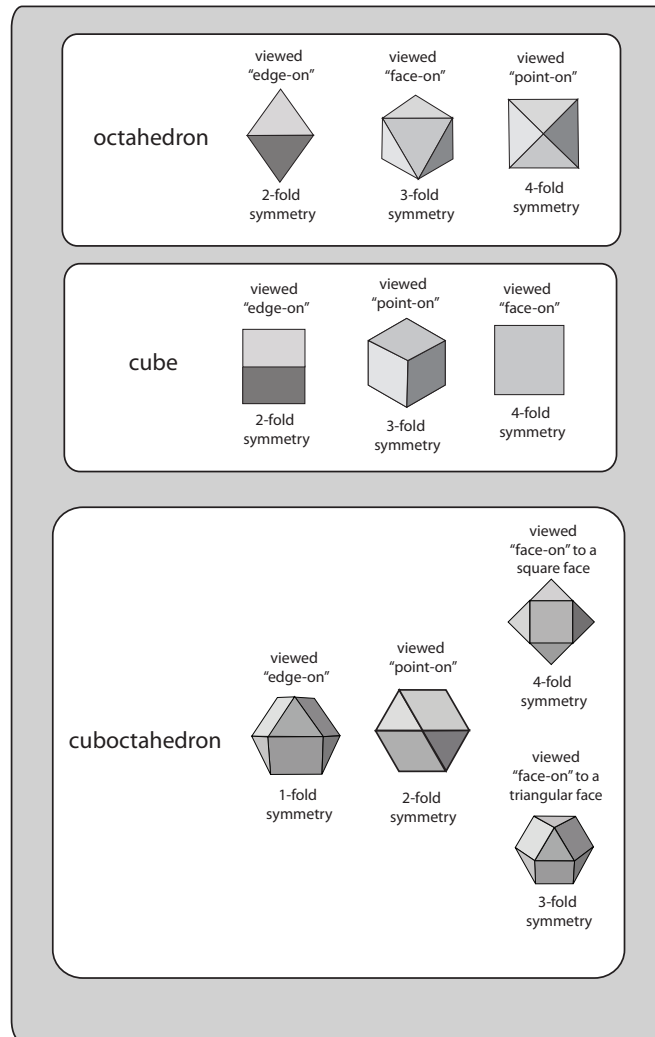 octahedron
viewed
“edge-on”
2-fold
symmetry
viewed
“face-on”
3-fold
symmetry
viewed
“point-on”
4-fold
symmetry
cube
viewed
“edge-on”
2-fold
symmetry
viewed
“point-on”
3-fold
symmetry
viewed
“face-on”
4-fold
symmetry
cuboctahedron
viewed
“edge-on”
1-fold
symmetry
viewed
“point-on”
2-fold
symmetry
viewed
“face-on” to a
square face
4-fold
symmetry
viewed
“face-on” to a
triangular face
3-fold
symmetry